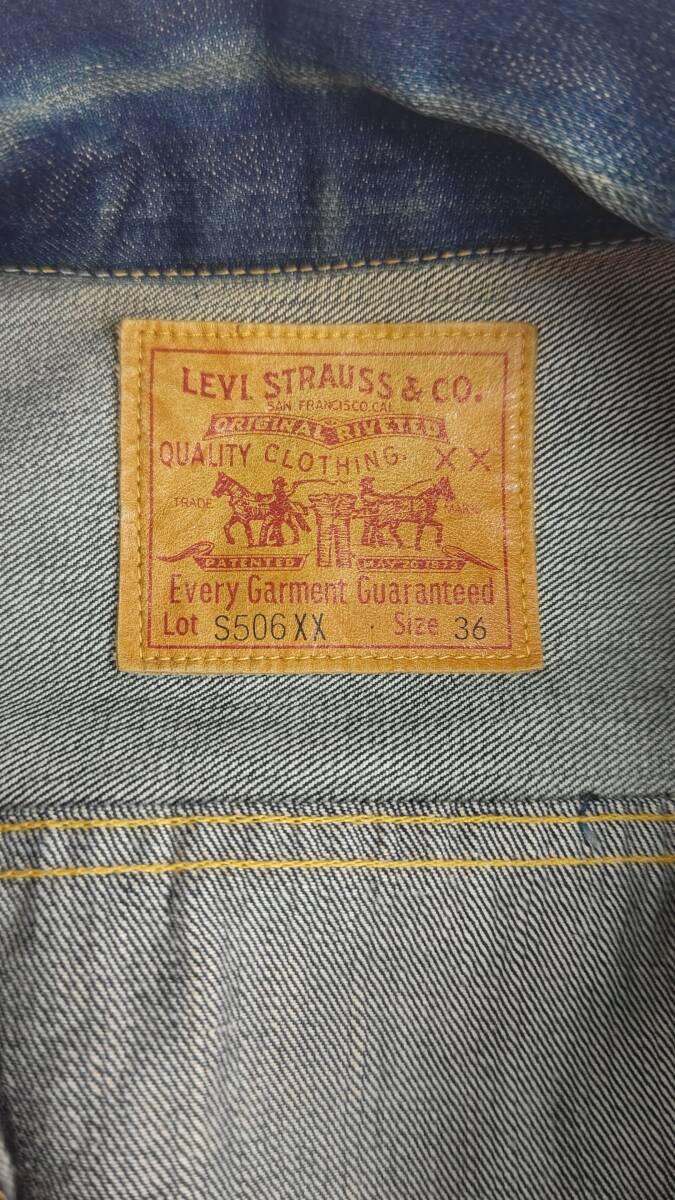 LEVI STRAUSS & CO.
SAN FRANCISCO, CAL.
ORIGINAL RIVETED
QUALITY CLOTHING. XX
TRADE MARK
PATENTED MAY 20 1873
Every Garment Guaranteed
Lot S506XX Size 36